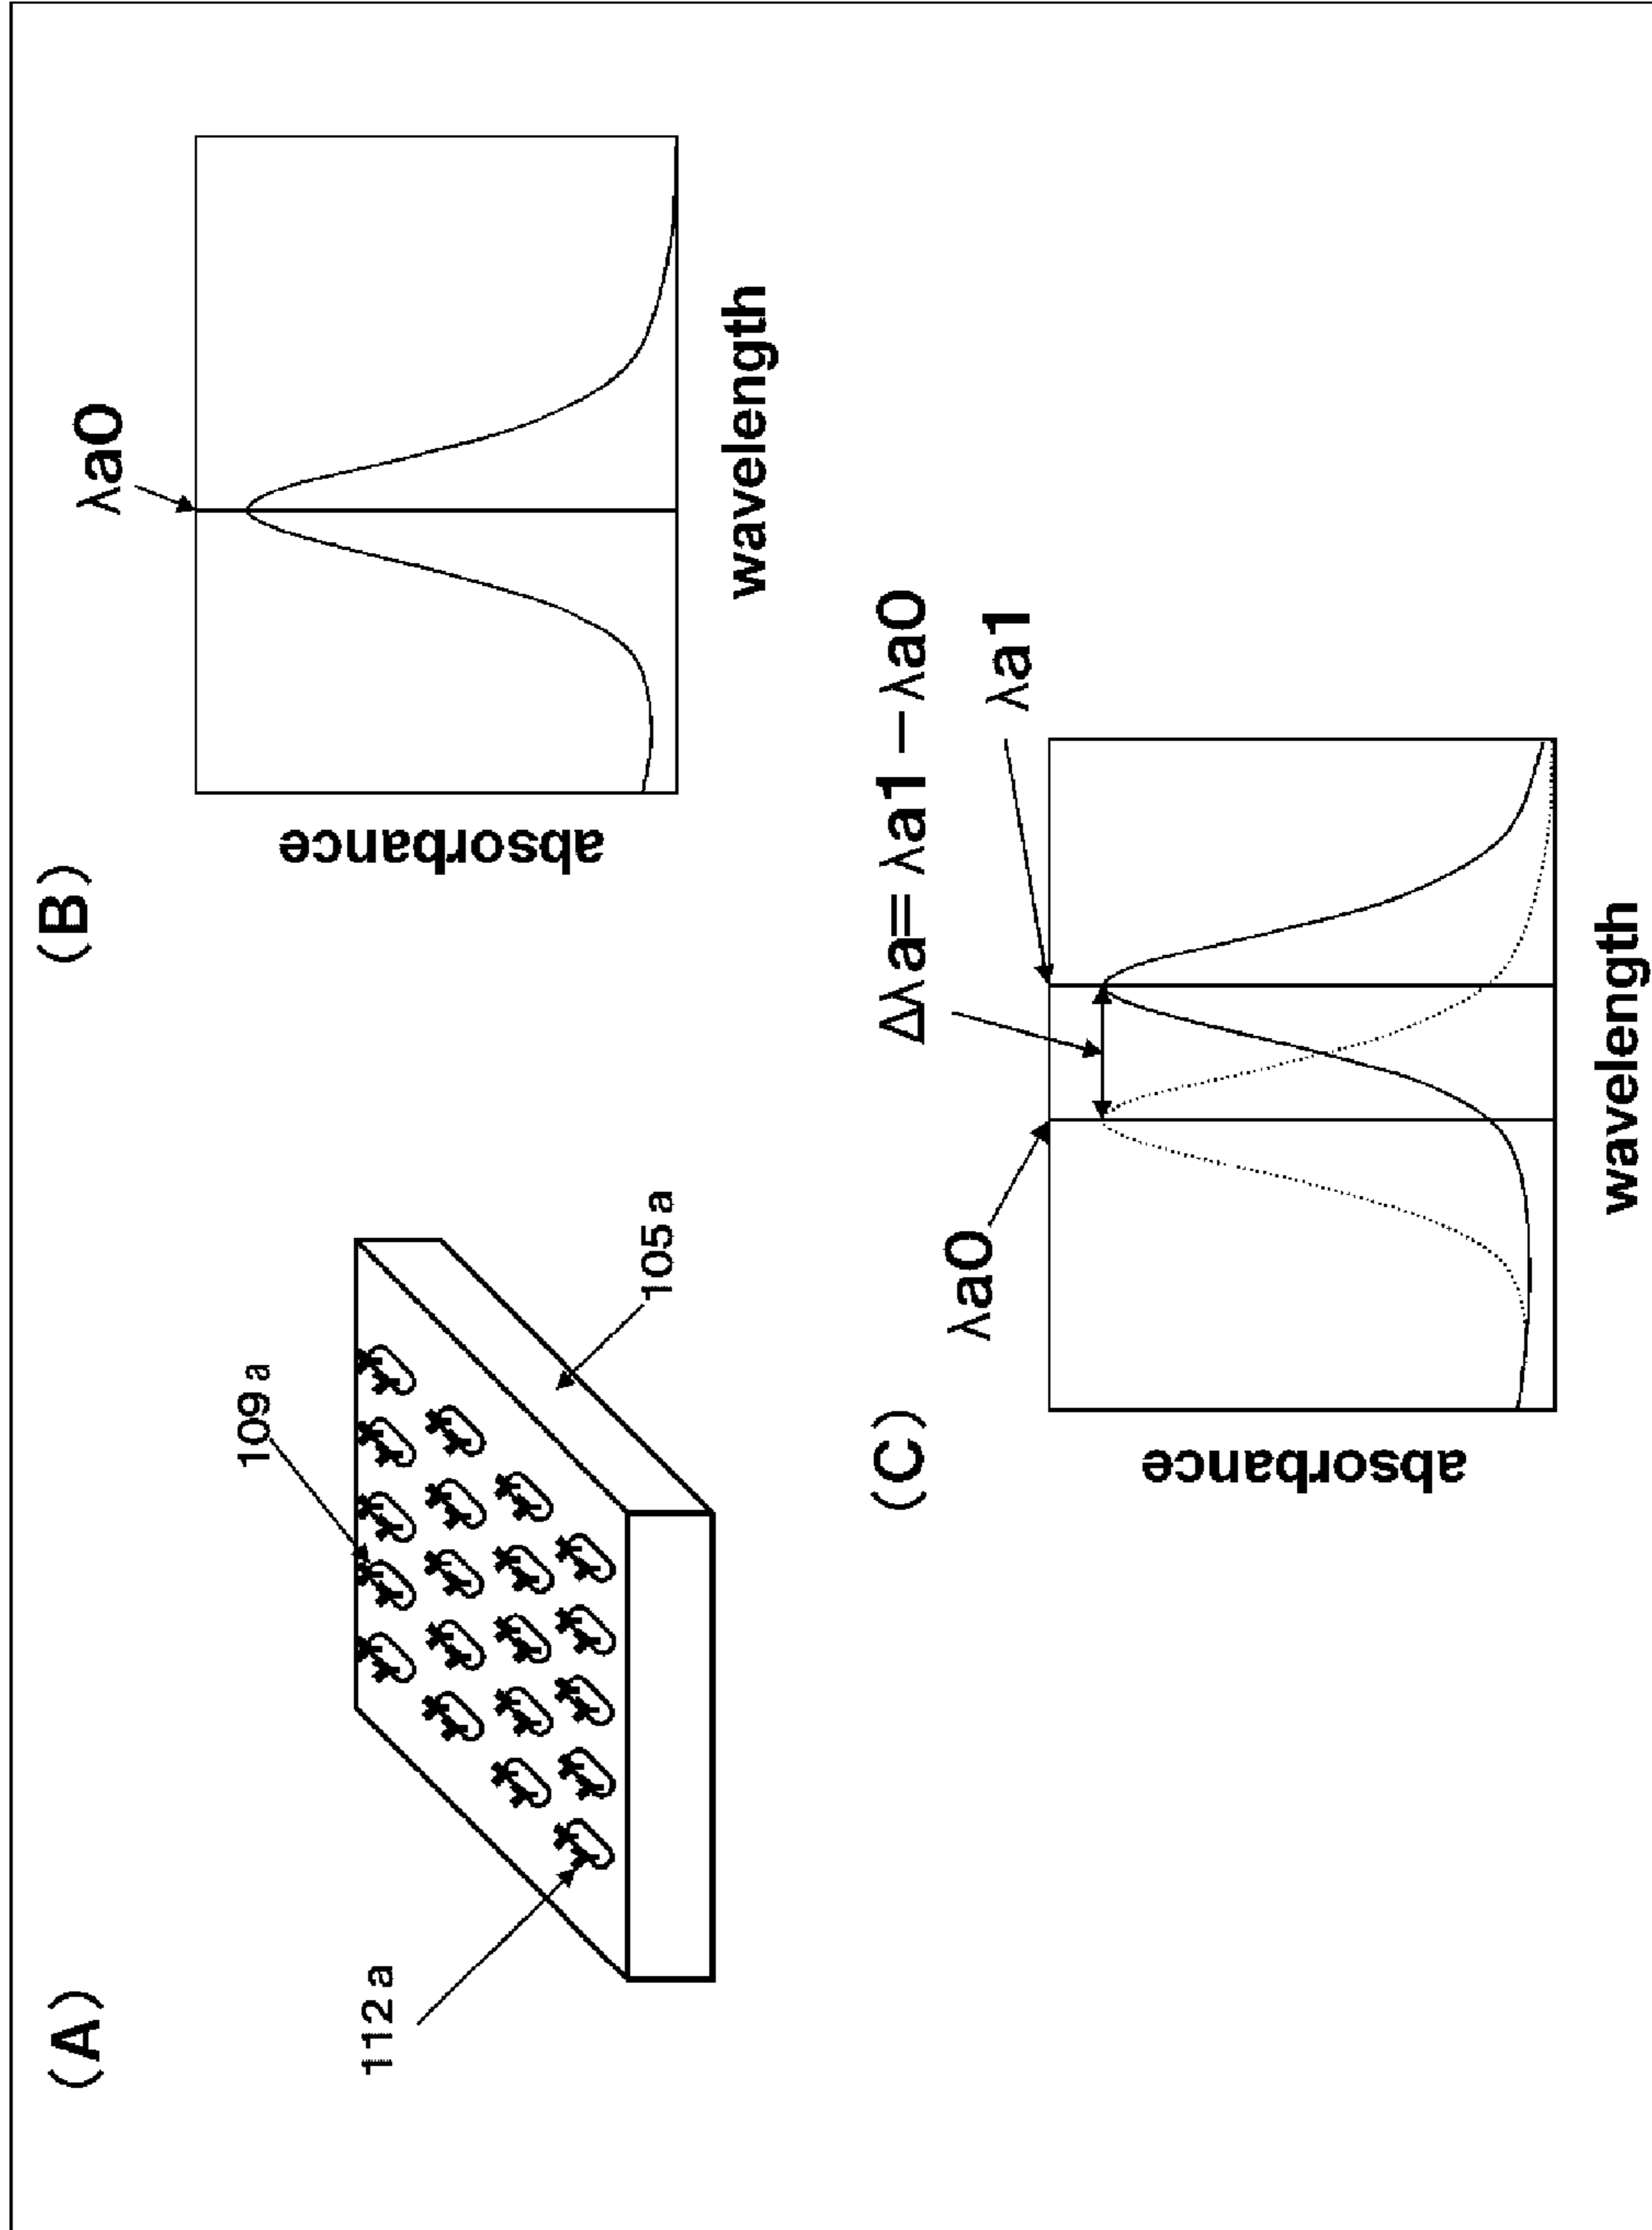 (A)
109a
105a
112a
(B)
λa0
absorbance
wavelength
(C)
Δλa=λa1-λa0
λa0
λa1
absorbance
wavelength